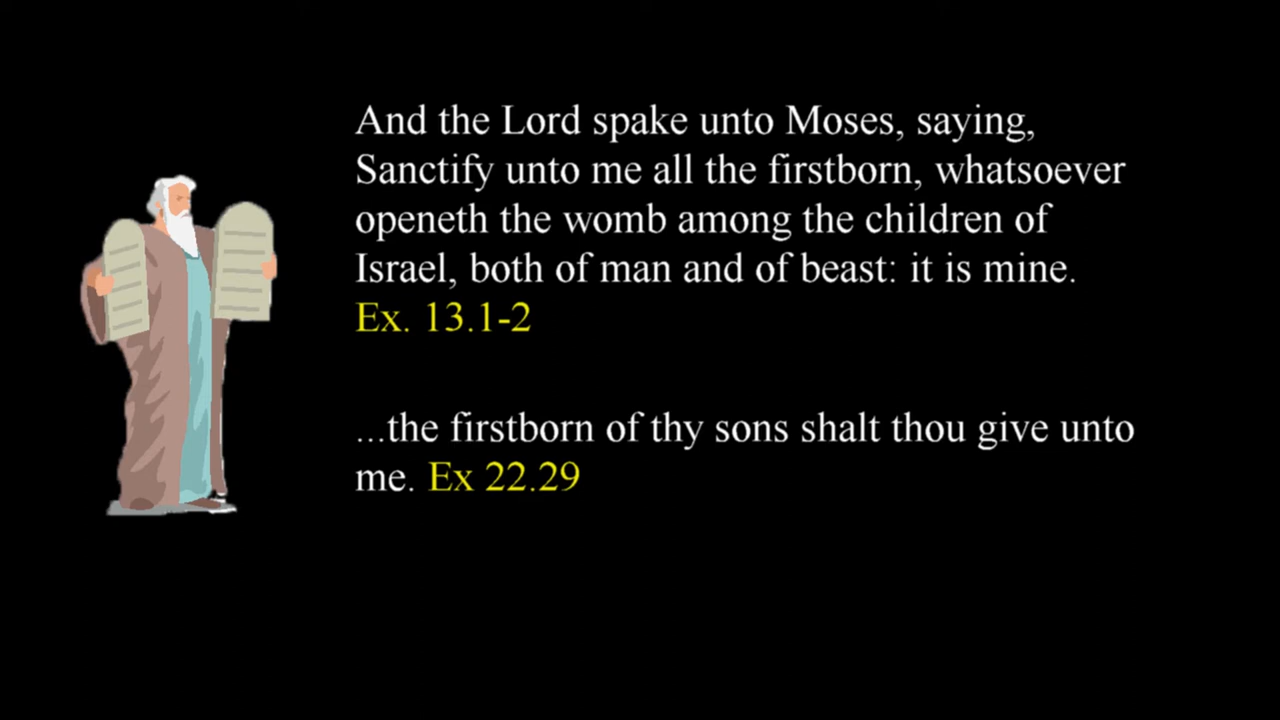 And the Lord spake unto Moses, saying,
Sanctify unto me all the firstborn, whatsoever
openeth the womb among the children of
Israel, both of man and of beast: it is mine.
Ex. 13.1-2
...the firstborn of thy sons shalt thou give unto
me. Ex 22.29